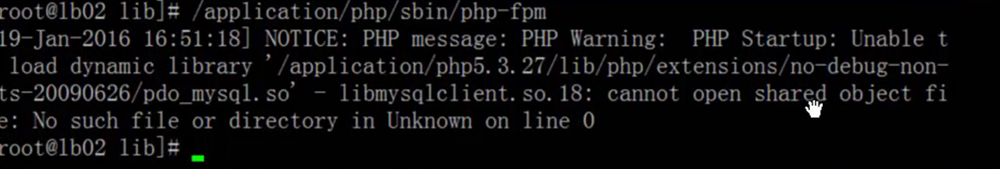 root@lb02 lib]# /application/php/sbin/php-fpm
19-Jan-2016 16:51:18] NOTICE: PHP message: PHP Warning:  PHP Startup: Unable t
 load dynamic library '/application/php5.3.27/lib/php/extensions/no-debug-non-
ts-20090626/pdo_mysql.so' - libmysqlclient.so.18: cannot open shared object fi
e: No such file or directory in Unknown on line 0
root@lb02 lib]#